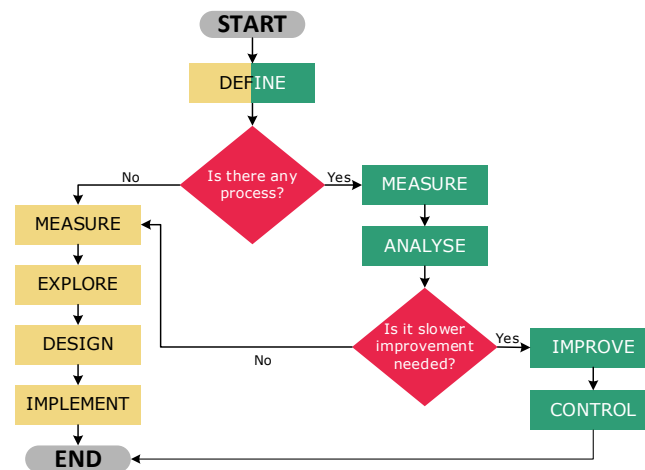 START
DEFINE
Is there any
process?
No
Yes
MEASURE
MEASURE
ANALYSE
EXPLORE
Is it slower
improvement
needed?
No
Yes
DESIGN
IMPROVE
IMPLEMENT
CONTROL
END